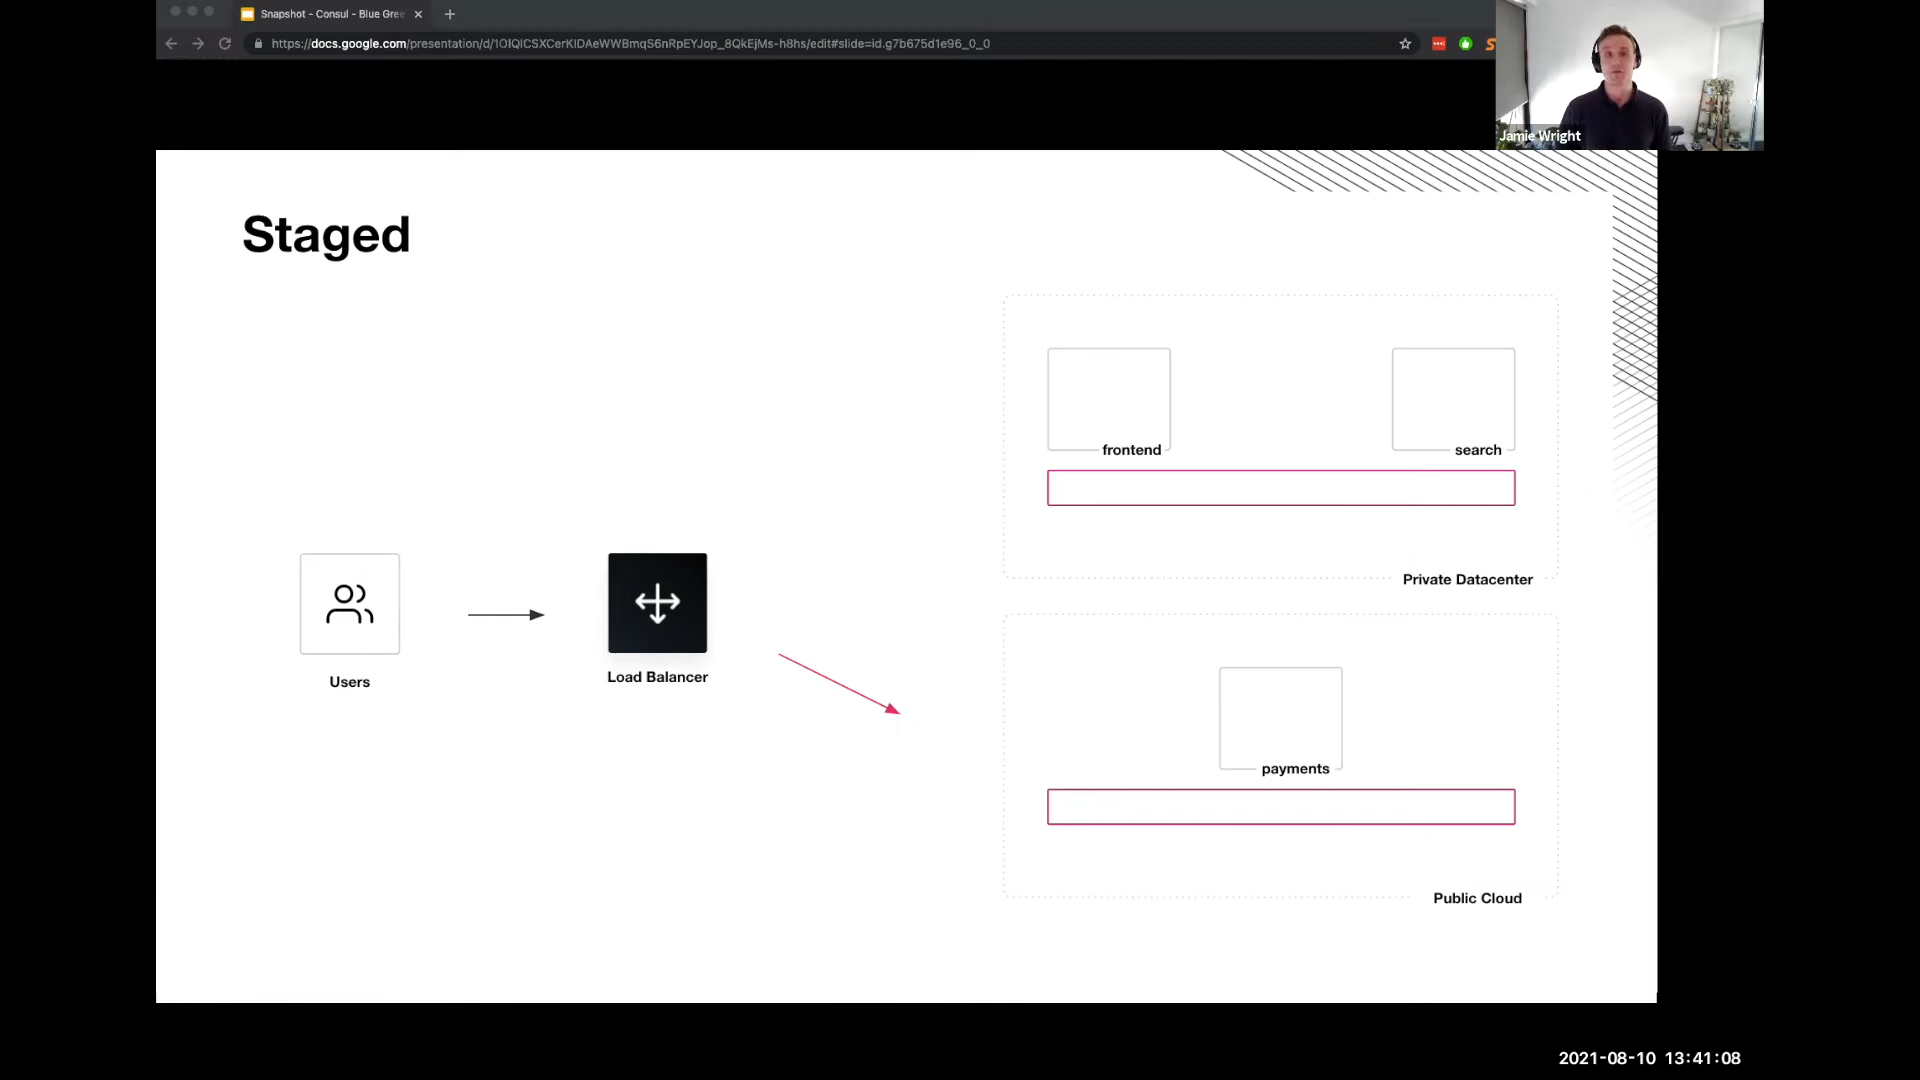 Snapshot - Consul - Blue Gree
https://docs.google.com/presentation/d/1OIQICSXCerKIDAeWWBmqS6nRpEYJop_8QkEjMs-h8hs/edit#slide=id.g7b675d1e96_0_0
Jamie Wright
Staged
frontend
search
Private Datacenter
Users
Load Balancer
payments
Public Cloud
2021-08-10 13:41:08